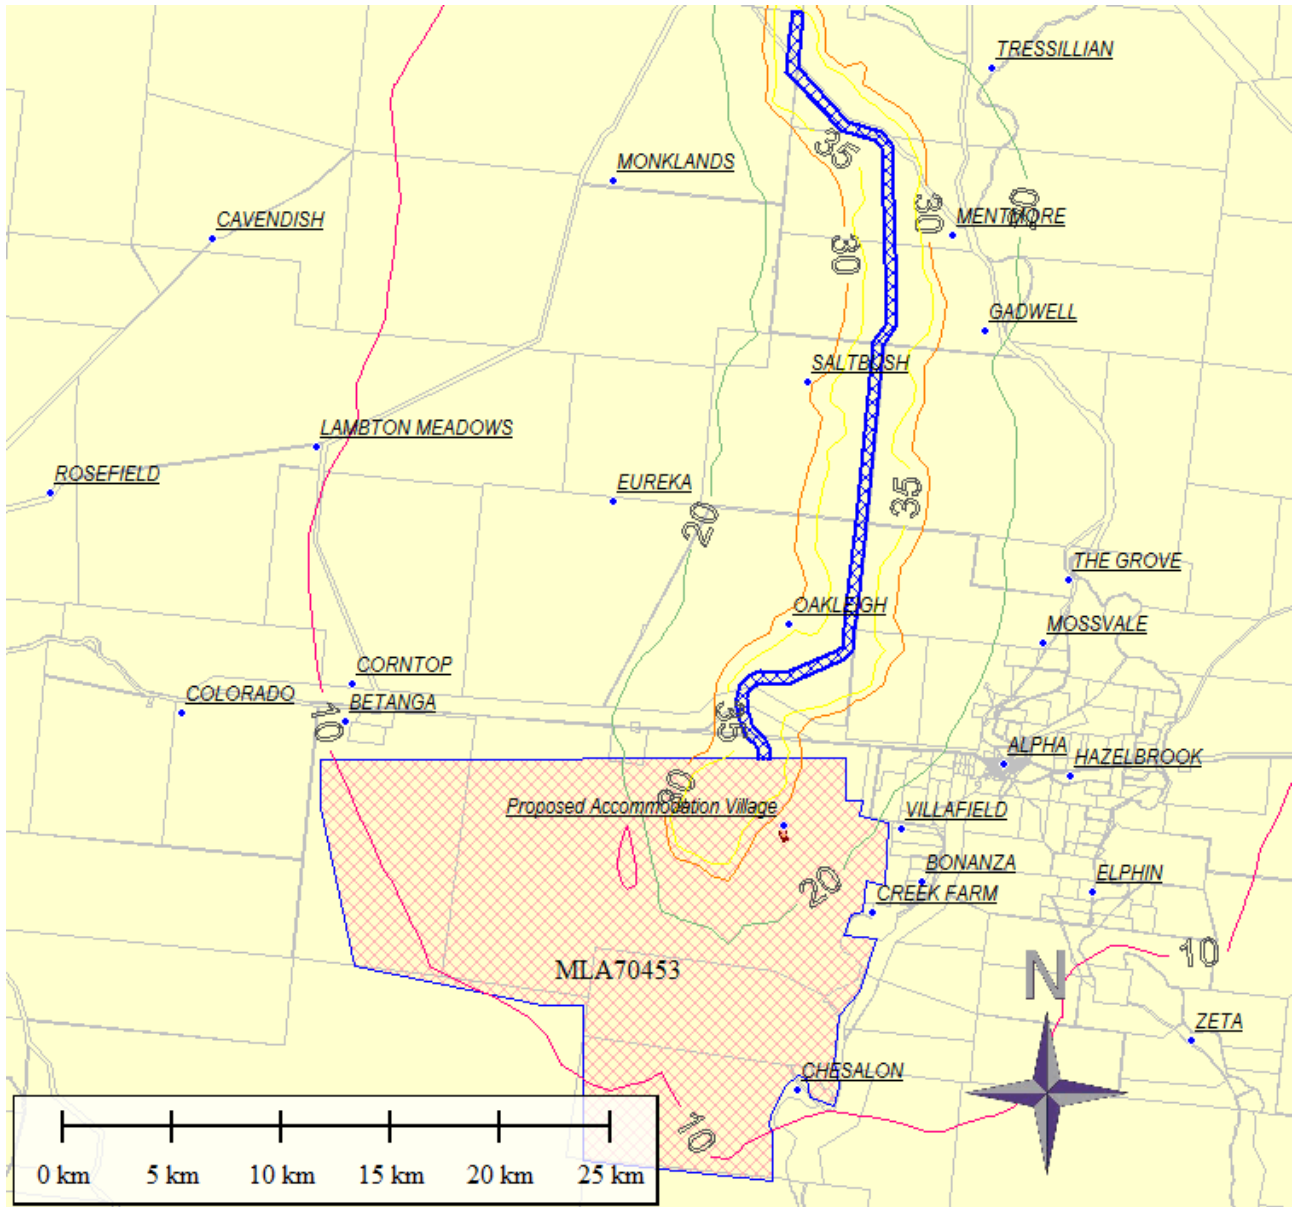 TRESSILLIAN
35
MONKLANDS
30
20
MENTMORE
CAVENDISH
30
GADWELL
SALTBUSH
LAMBTON MEADOWS
ROSEFIELD
EUREKA
35
20
THE GROVE
OAKLEIGH
MOSSVALE
CORNTOP
COLORADO
BETANGA
10
35
ALPHA
HAZELBROOK
30
Proposed Accommodation Village
VILLAFIELD
BONANZA
20
ELPHIN
CREEK FARM
10
MLA70453
N
ZETA
CHESALON
10
0 km 5 km 10 km 15 km 20 km 25 km